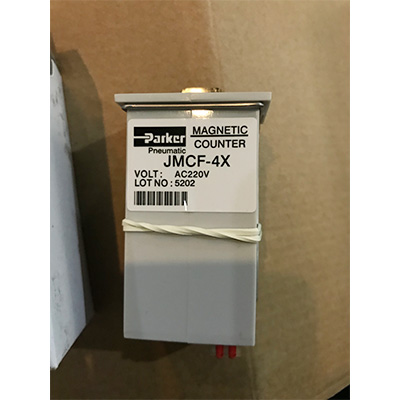 Parker
Pneumatic
MAGNETIC
COUNTER
JMCF-4X
VOLT : AC220V
LOT NO : 5202